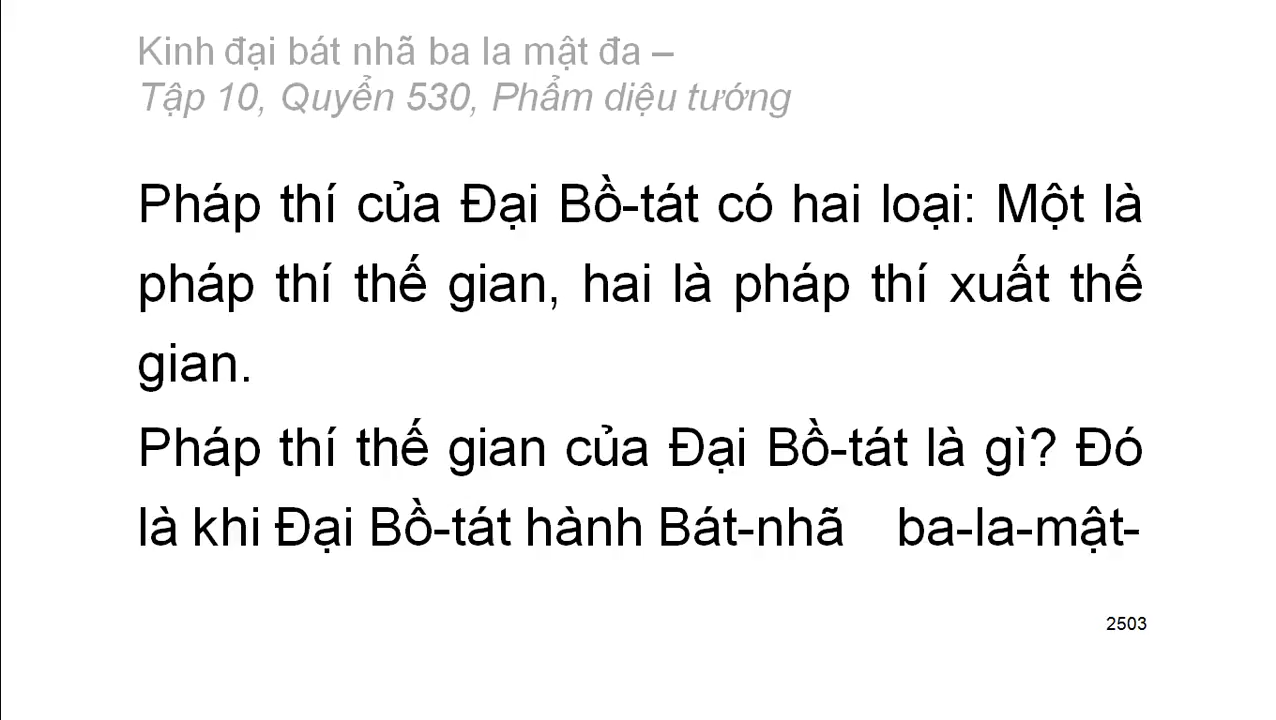 Kinh đại bát nhã ba la mật đa –
Tập 10, Quyển 530, Phẩm diệu tướng
Pháp thí của Đại Bồ-tát có hai loại: Một là
pháp thí thế gian, hai là pháp thí xuất thế
gian.
Pháp thí thế gian của Đại Bồ-tát là gì? Đó
là khi Đại Bồ-tát hành Bát-nhã ba-la-mật-
2503